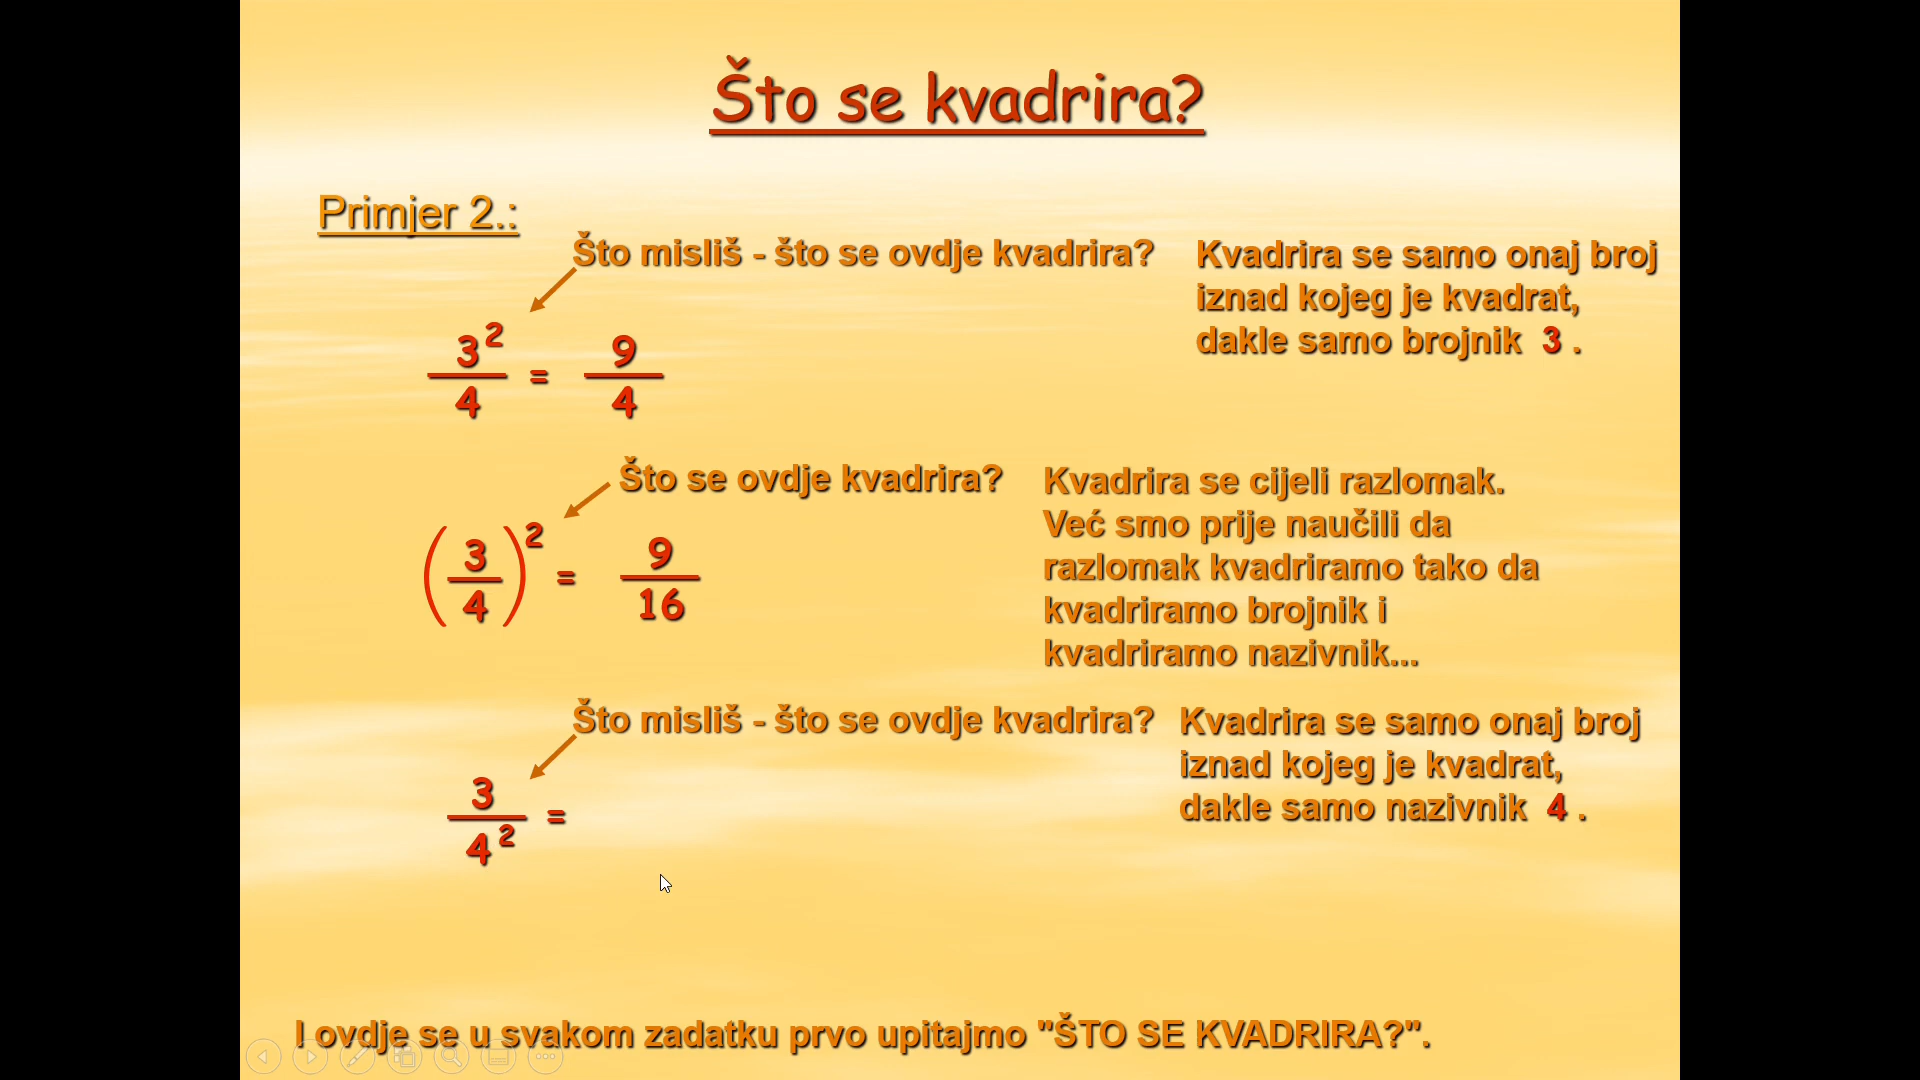 Što se kvadrira?
Primjer 2.:
Što misliš - što se ovdje kvadrira?
Kvadrira se samo onaj broj
iznad kojeg je kvadrat,
dakle samo brojnik 3 .
3² / 4 = 9 / 4
Što se ovdje kvadrira?
Kvadrira se cijeli razlomak.
Već smo prije naučili da
razlomak kvadriramo tako da
kvadriramo brojnik i
kvadriramo nazivnik...
(3 / 4)² = 9 / 16
Što misliš - što se ovdje kvadrira?
Kvadrira se samo onaj broj
iznad kojeg je kvadrat,
dakle samo nazivnik 4 .
3 / 4² =
I ovdje se u svakom zadatku prvo upitajmo "ŠTO SE KVADRIRA?".